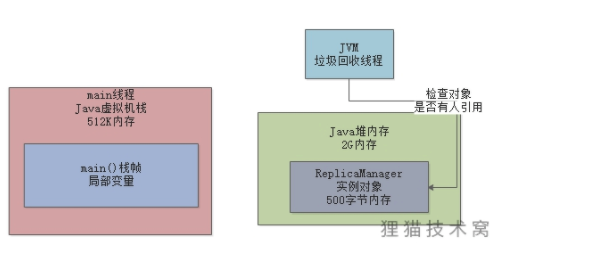 JVM
垃圾回收线程
检查对象
是否有人引用
main线程
Java虚拟机栈
512K内存
main()栈帧
局部变量
Java堆内存
2G内存
ReplicaManager
实例对象
500字节内存
狸猫技术窝